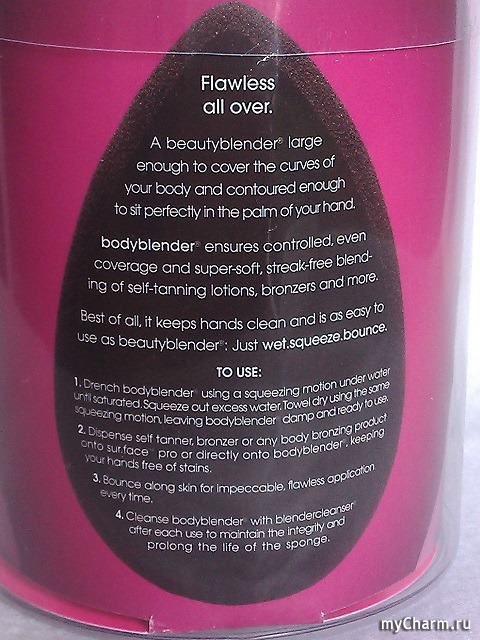 Flawless
all over.
A beautyblender® large
enough to cover the curves of
your body and contoured enough
to sit perfectly in the palm of your hand.
bodyblender® ensures controlled, even
coverage and super-soft, streak-free blend-
ing of self-tanning lotions, bronzers and more.
Best of all, it keeps hands clean and is as easy to
use as beautyblender®: Just wet.squeeze.bounce.
TO USE:
1. Drench bodyblender® using a squeezing motion under water
until saturated. Squeeze out excess water. Towel dry using the same
squeezing motion, leaving bodyblender® damp and ready to use.
2. Dispense self tanner, bronzer or any body bronzing product
onto sur.face™ pro or directly onto bodyblender®, keeping
your hands free of stains.
3. Bounce along skin for impeccable, flawless application
every time.
4. Cleanse bodyblender® with blendercleanser®
after each use to maintain the integrity and
prolong the life of the sponge.
myCharm.ru